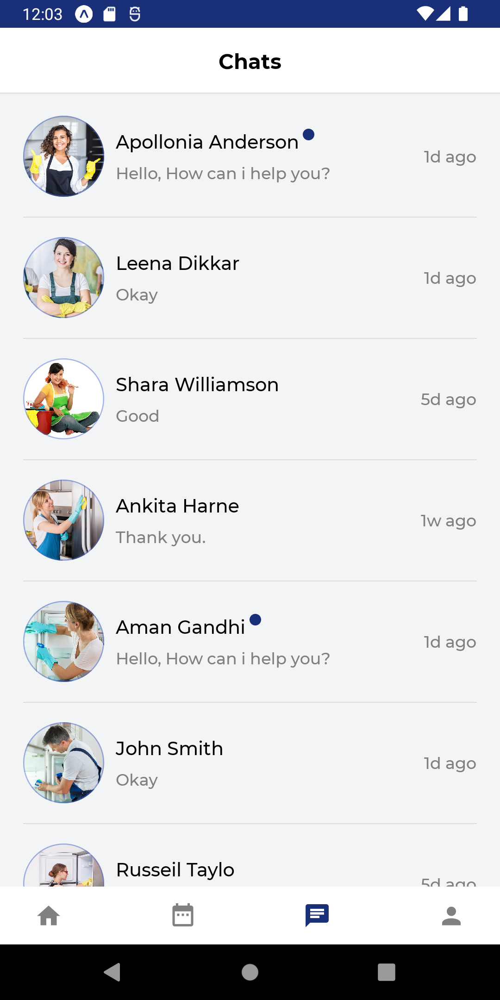 12:03
Chats
Apollonia Anderson
Hello, How can i help you?
1d ago
Leena Dikkar
Okay
1d ago
Shara Williamson
Good
5d ago
Ankita Harne
Thank you.
1w ago
Aman Gandhi
Hello, How can i help you?
1d ago
John Smith
Okay
1d ago
Russeil Taylo
5d ago